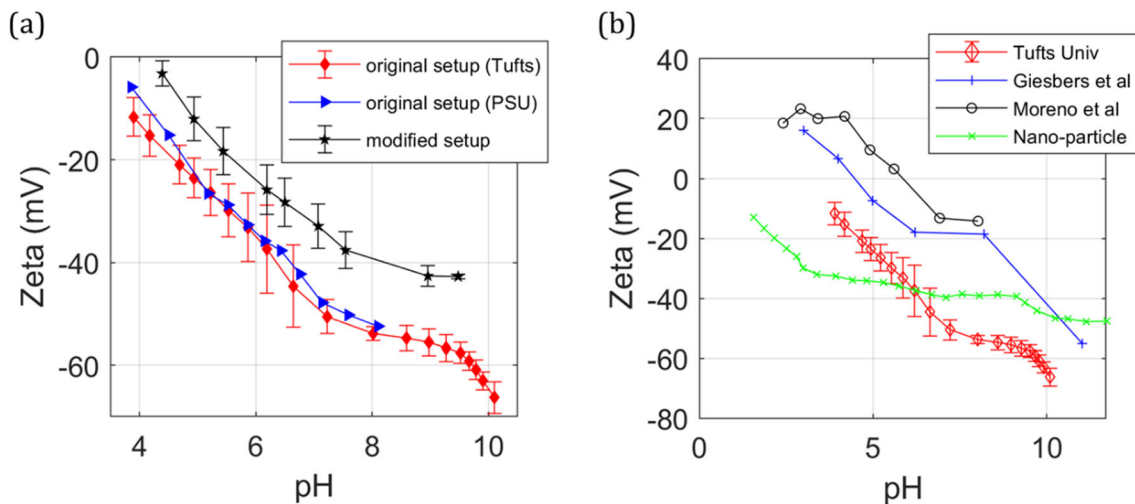 (a)
0
-20
-40
-60
Zeta (mV)
4
6
8
10
pH
original setup (Tufts)
original setup (PSU)
modified setup
(b)
40
20
0
-20
-40
-60
-80
Zeta (mV)
0
5
10
pH
Tufts Univ
Giesbers et al
Moreno et al
Nano-particle